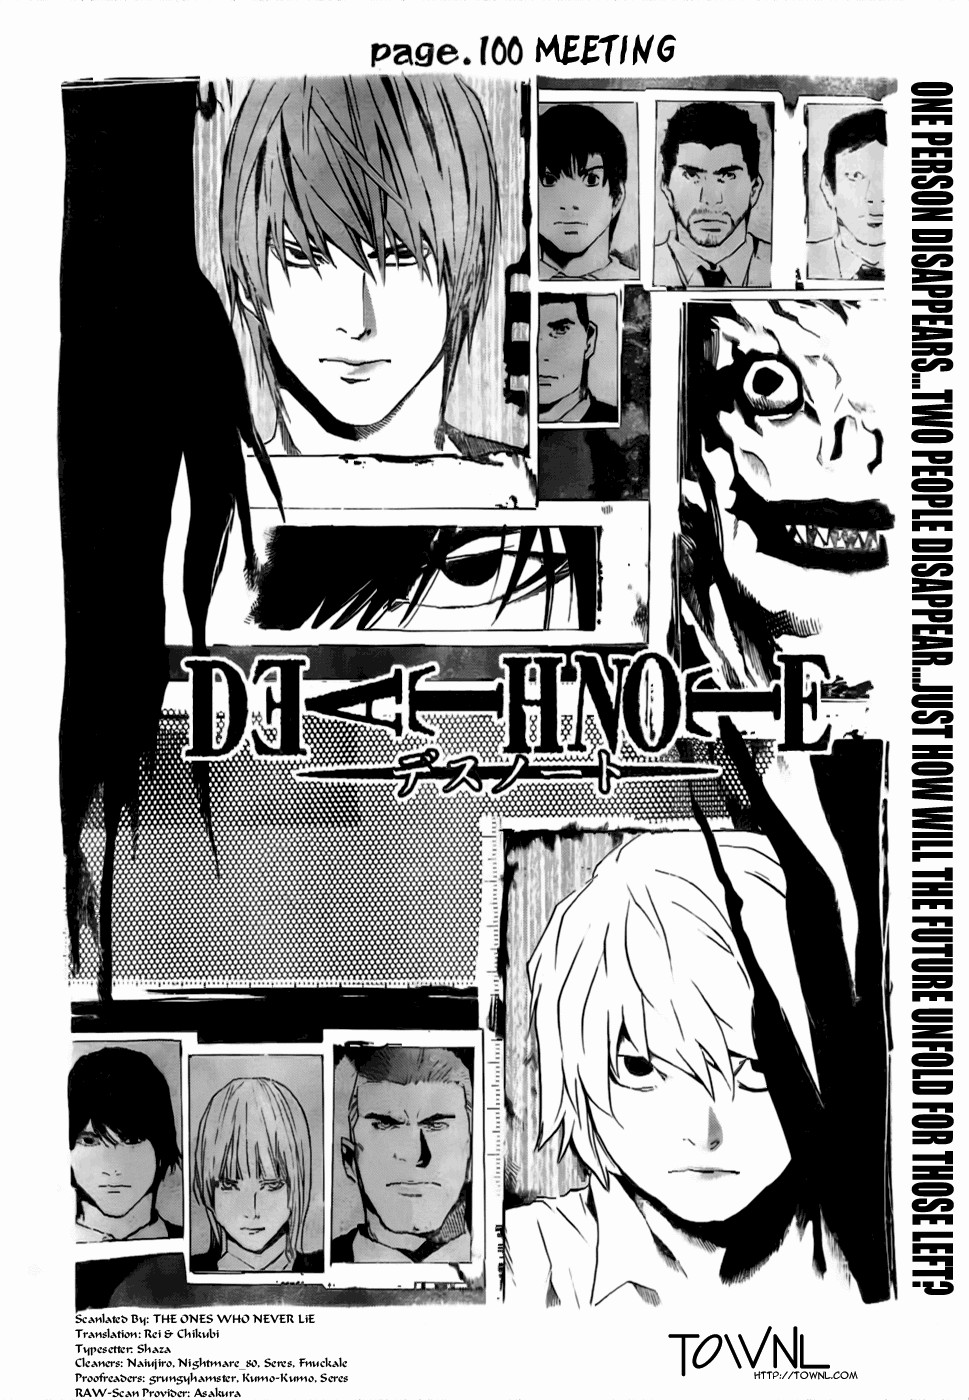 page.100 MEETING
ONE PERSON DISAPPEARS...TWO PEOPLE DISAPPEAR...JUST HOW WILL THE FUTURE UNFOLD FOR THOSE LEFT?
DEATHNOTE
デスノート
Scanlated By: THE ONES WHO NEVER LiE
Translation: Rei & Chikubi
Typesetter: Shaza
Cleaners: Naiujiro, Nightmare_80, Seres, Fnuckale
Proofreaders: grungyhamster, Kumo-Kumo, Seres
RAW-Scan Provider: Asakura
TOWNL
HTTP://TOWNL.COM